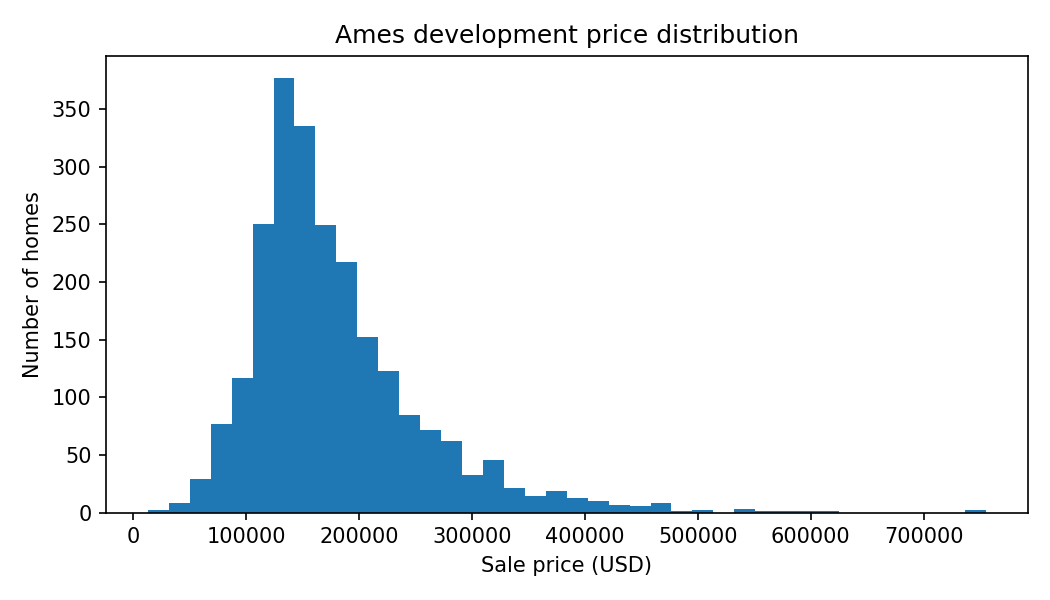 Ames development price distribution
350
300
250
200
150
100
50
0
Number of homes
0 100000 200000 300000 400000 500000 600000 700000
Sale price (USD)